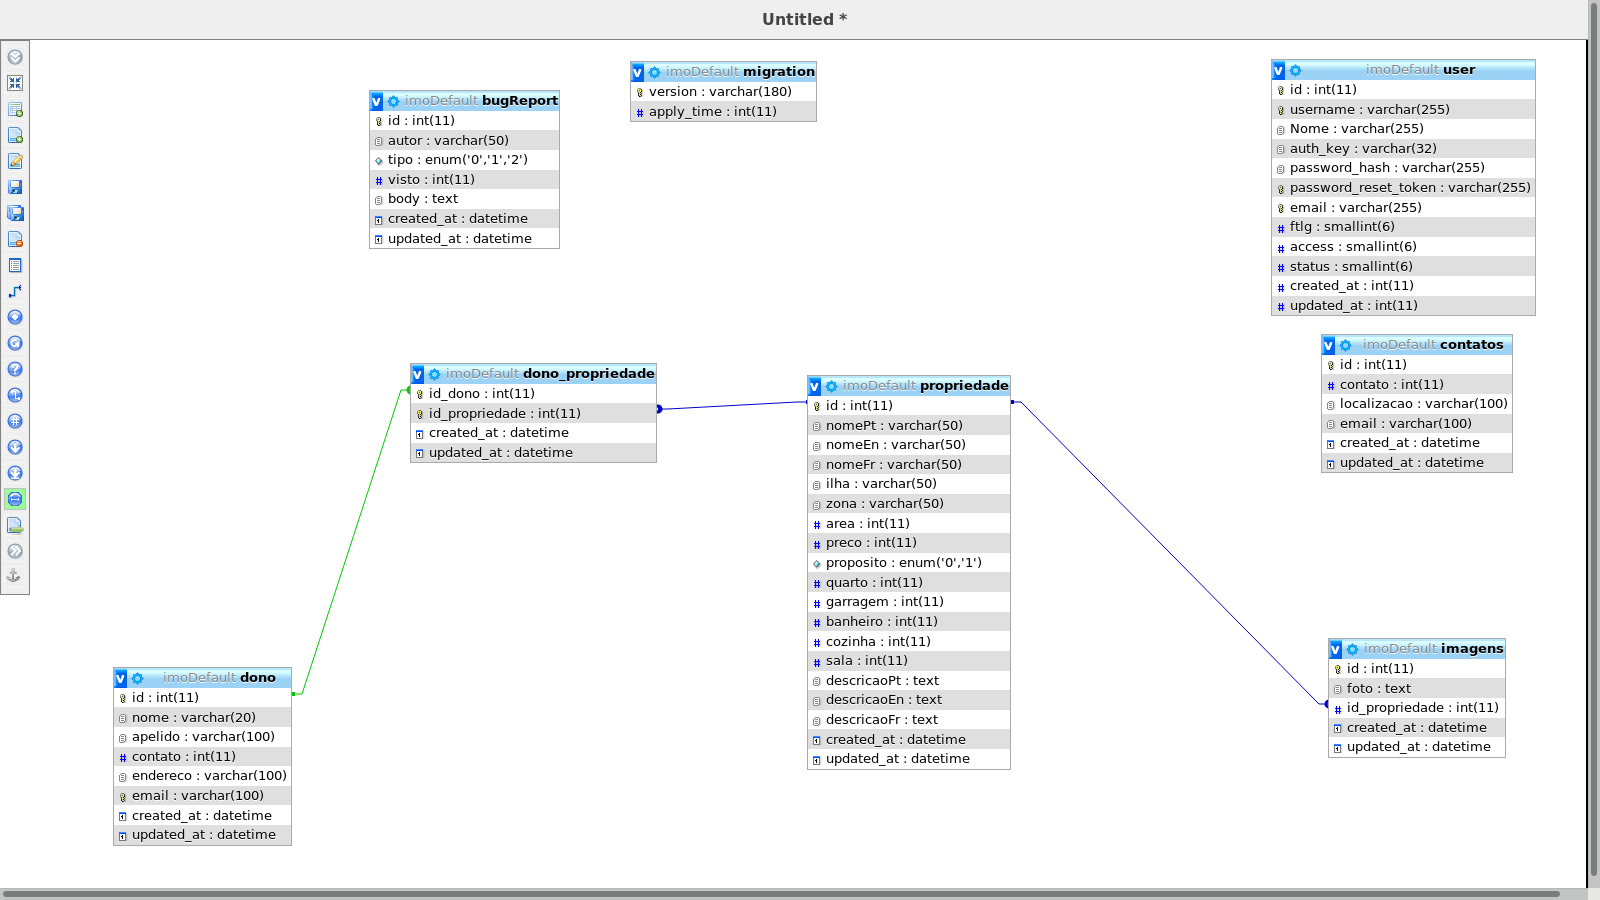 Untitled *
imoDefault migration
version : varchar(180)
apply_time : int(11)
imoDefault user
id : int(11)
username : varchar(255)
Nome : varchar(255)
auth_key : varchar(32)
password_hash : varchar(255)
password_reset_token : varchar(255)
email : varchar(255)
ftlg : smallint(6)
access : smallint(6)
status : smallint(6)
created_at : int(11)
updated_at : int(11)
imoDefault bugReport
id : int(11)
autor : varchar(50)
tipo : enum('0','1','2')
visto : int(11)
body : text
created_at : datetime
updated_at : datetime
imoDefault contatos
id : int(11)
contato : int(11)
localizacao : varchar(100)
email : varchar(100)
created_at : datetime
updated_at : datetime
imoDefault dono_propriedade
id_dono : int(11)
id_propriedade : int(11)
created_at : datetime
updated_at : datetime
imoDefault propriedade
id : int(11)
nomePt : varchar(50)
nomeEn : varchar(50)
nomeFr : varchar(50)
ilha : varchar(50)
zona : varchar(50)
area : int(11)
preco : int(11)
proposito : enum('0','1')
quarto : int(11)
garragem : int(11)
banheiro : int(11)
cozinha : int(11)
sala : int(11)
descricaoPt : text
descricaoEn : text
descricaoFr : text
created_at : datetime
updated_at : datetime
imoDefault imagens
id : int(11)
foto : text
id_propriedade : int(11)
created_at : datetime
updated_at : datetime
imoDefault dono
id : int(11)
nome : varchar(20)
apelido : varchar(100)
contato : int(11)
endereco : varchar(100)
email : varchar(100)
created_at : datetime
updated_at : datetime